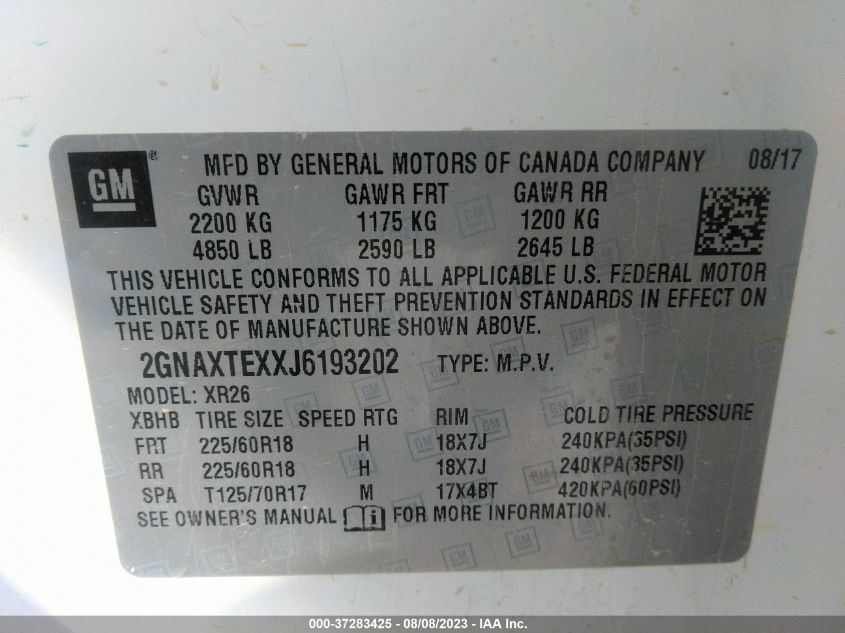 GM®
MFD BY GENERAL MOTORS OF CANADA COMPANY 08/17
GVWR GAWR FRT GAWR RR
2200 KG 1175 KG 1200 KG
4850 LB 2590 LB 2645 LB
THIS VEHICLE CONFORMS TO ALL APPLICABLE U.S. FEDERAL MOTOR
VEHICLE SAFETY AND THEFT PREVENTION STANDARDS IN EFFECT ON
THE DATE OF MANUFACTURE SHOWN ABOVE.
2GNAXTEXXJ6193202 TYPE: M.P.V.
MODEL: XR26
XBHB TIRE SIZE SPEED RTG RIM COLD TIRE PRESSURE
FRT 225/60R18 H 18X7J 240KPA(35PSI)
RR 225/60R18 H 18X7J 240KPA(35PSI)
SPA T125/70R17 M 17X4BT 420KPA(60PSI)
SEE OWNER'S MANUAL i FOR MORE INFORMATION.
000-37283425 - 08/08/2023 - IAA Inc.